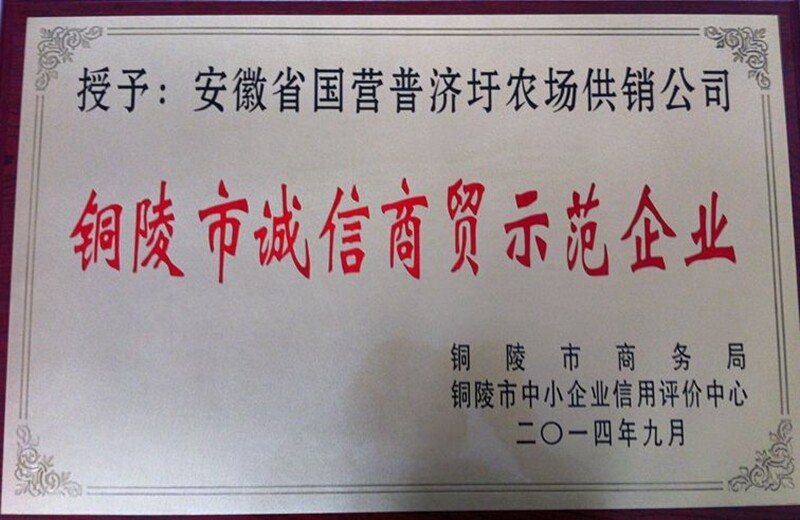 授予：安徽省国营普济圩农场供销公司
铜陵市诚信商贸示范企业
铜陵市商务局
铜陵市中小企业信用评价中心
二〇一四年九月